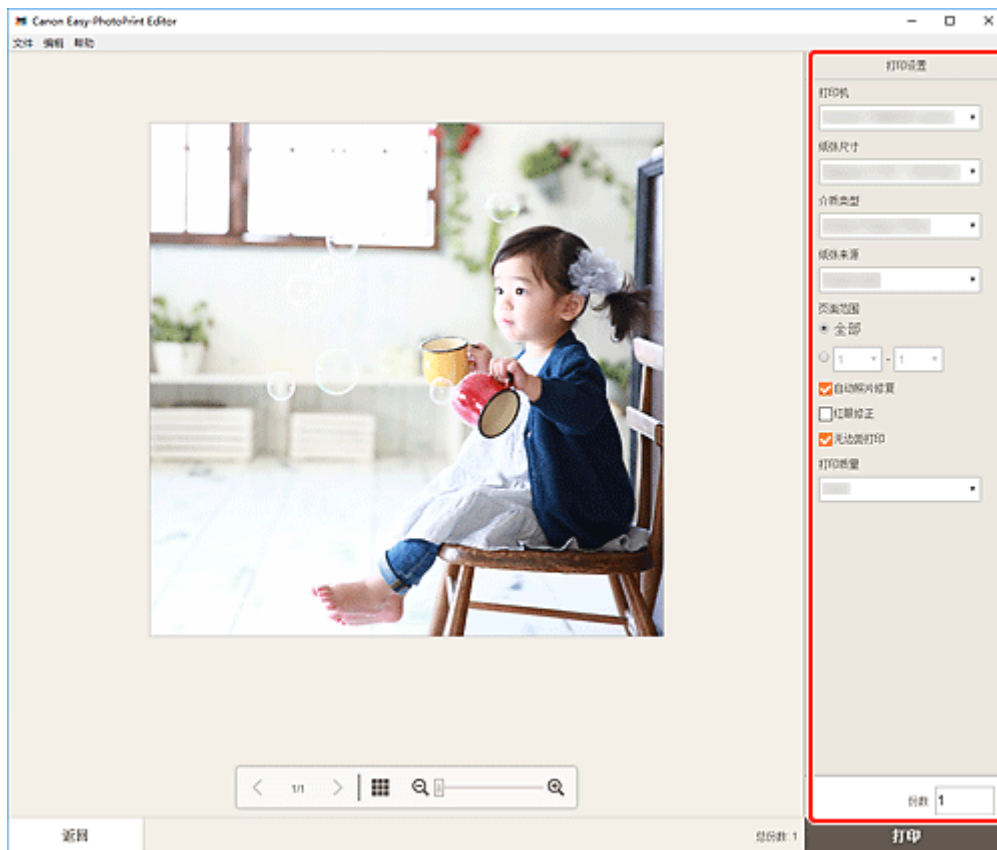 Canon Easy-PhotoPrint Editor
文件 编辑 帮助
打印设置
打印机
纸张尺寸
介质类型
纸张来源
页面范围
全部
1 - 1
自动照片修复
红眼修正
无边距打印
打印质量
1/1
份数 1
返回
总份数: 1
打印